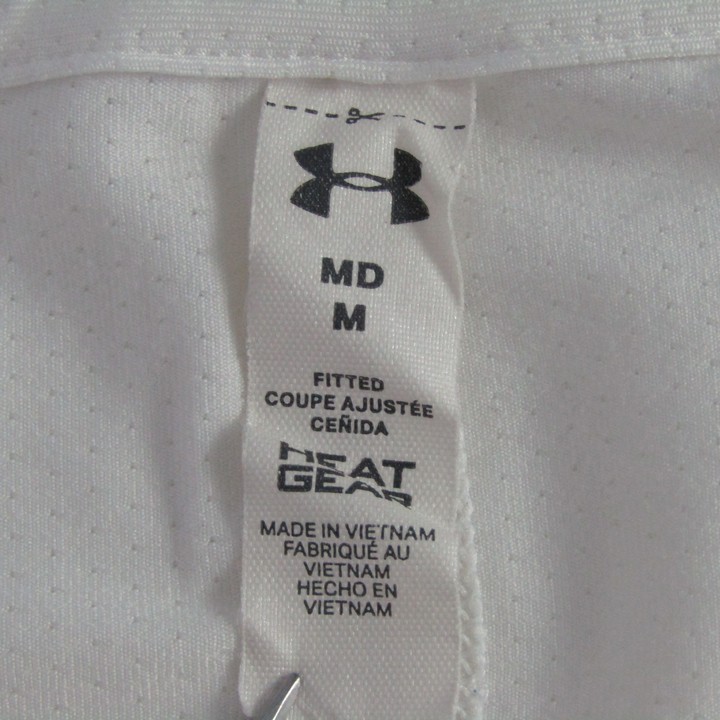 MD
M
FITTED
COUPE AJUSTÉE
CEÑIDA
HEAT
GEAR
MADE IN VIETNAM
FABRIQUÉ AU
VIETNAM
HECHO EN
VIETNAM